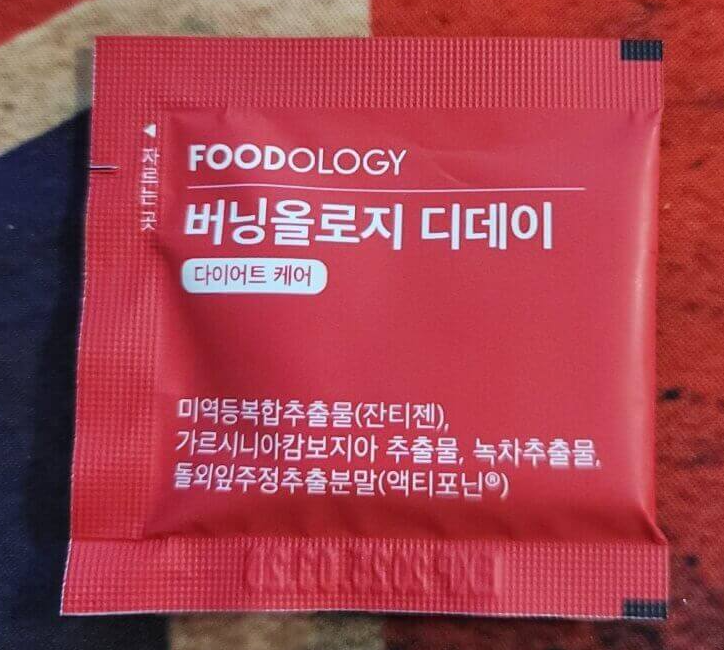 FOODOLOGY
버닝올로지 디데이
다이어트 케어
자르는 곳
미역등복합추출물(잔티젠),
가르시니아캄보지아 추출물, 녹차추출물,
돌외잎주정추출분말(액티포닌®)